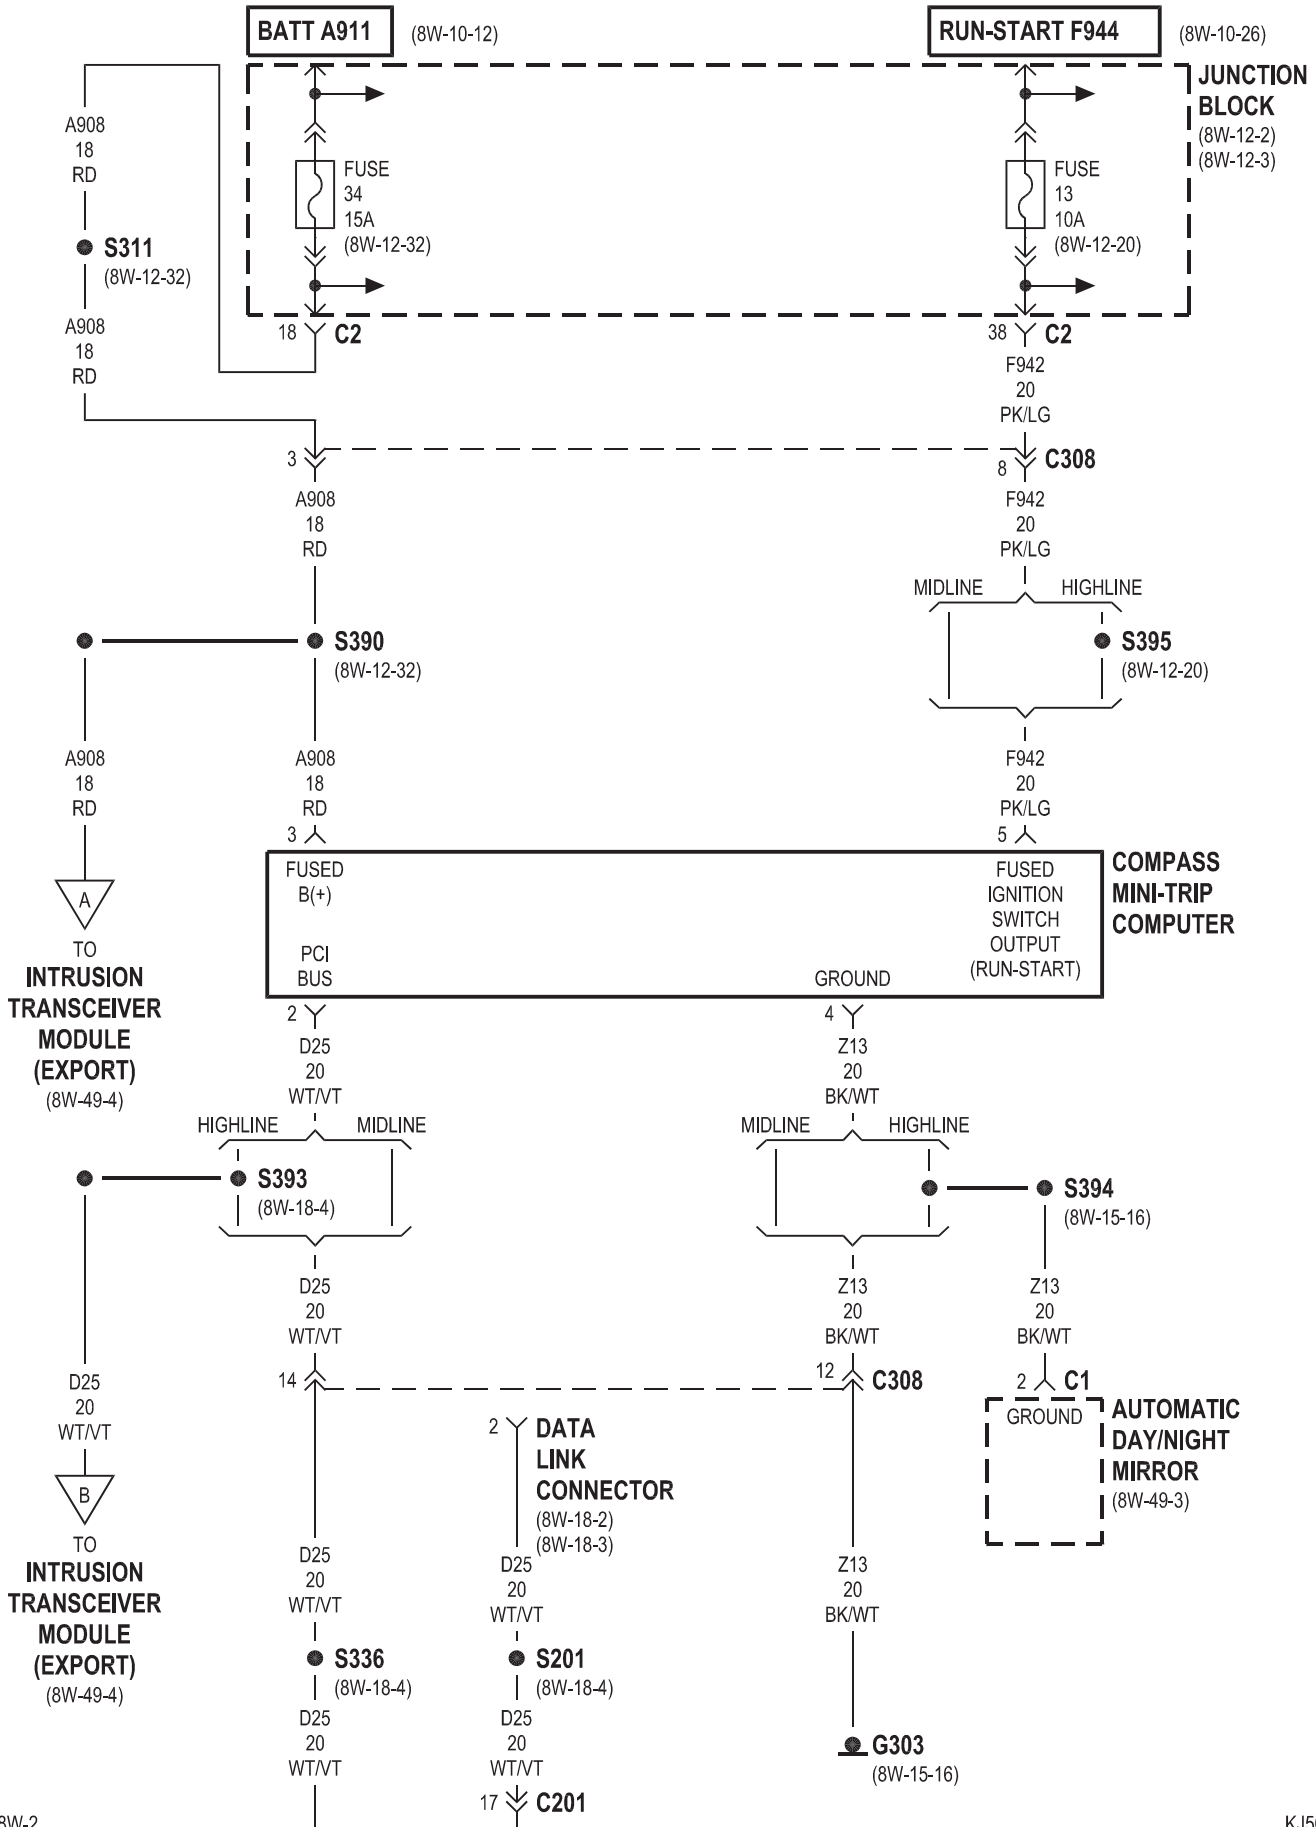 BATT A911
(8W-10-12)
RUN-START F944
(8W-10-26)
JUNCTION
BLOCK
(8W-12-2)
(8W-12-3)
A908
18
RD
FUSE
34
15A
(8W-12-32)
FUSE
13
10A
(8W-12-20)
S311
(8W-12-32)
A908
18
RD
18
C2
38
C2
F942
20
PK/LG
3
8
C308
A908
18
RD
F942
20
PK/LG
MIDLINE
HIGHLINE
S390
(8W-12-32)
S395
(8W-12-20)
A908
18
RD
A908
18
RD
F942
20
PK/LG
3
5
FUSED
B(+)
FUSED
IGNITION
SWITCH
OUTPUT
(RUN-START)
PCI
BUS
GROUND
COMPASS
MINI-TRIP
COMPUTER
A
TO
INTRUSION
TRANSCEIVER
MODULE
(EXPORT)
(8W-49-4)
2
D25
20
WT/VT
4
Z13
20
BK/WT
HIGHLINE
MIDLINE
MIDLINE
HIGHLINE
S393
(8W-18-4)
S394
(8W-15-16)
D25
20
WT/VT
Z13
20
BK/WT
Z13
20
BK/WT
14
12
C308
2
C1
GROUND
AUTOMATIC
DAY/NIGHT
MIRROR
(8W-49-3)
D25
20
WT/VT
B
TO
INTRUSION
TRANSCEIVER
MODULE
(EXPORT)
(8W-49-4)
2
DATA
LINK
CONNECTOR
(8W-18-2)
(8W-18-3)
D25
20
WT/VT
D25
20
WT/VT
Z13
20
BK/WT
S336
(8W-18-4)
S201
(8W-18-4)
D25
20
WT/VT
D25
20
WT/VT
G303
(8W-15-16)
17
C201
8W-2